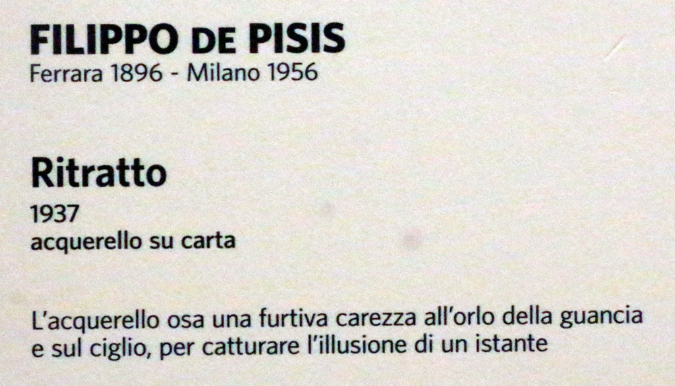 FILIPPO DE PISIS
Ferrara 1896 - Milano 1956
Ritratto
1937
acquerello su carta
L'acquerello osa una furtiva carezza all'orlo della guancia
e sul ciglio, per catturare l'illusione di un istante